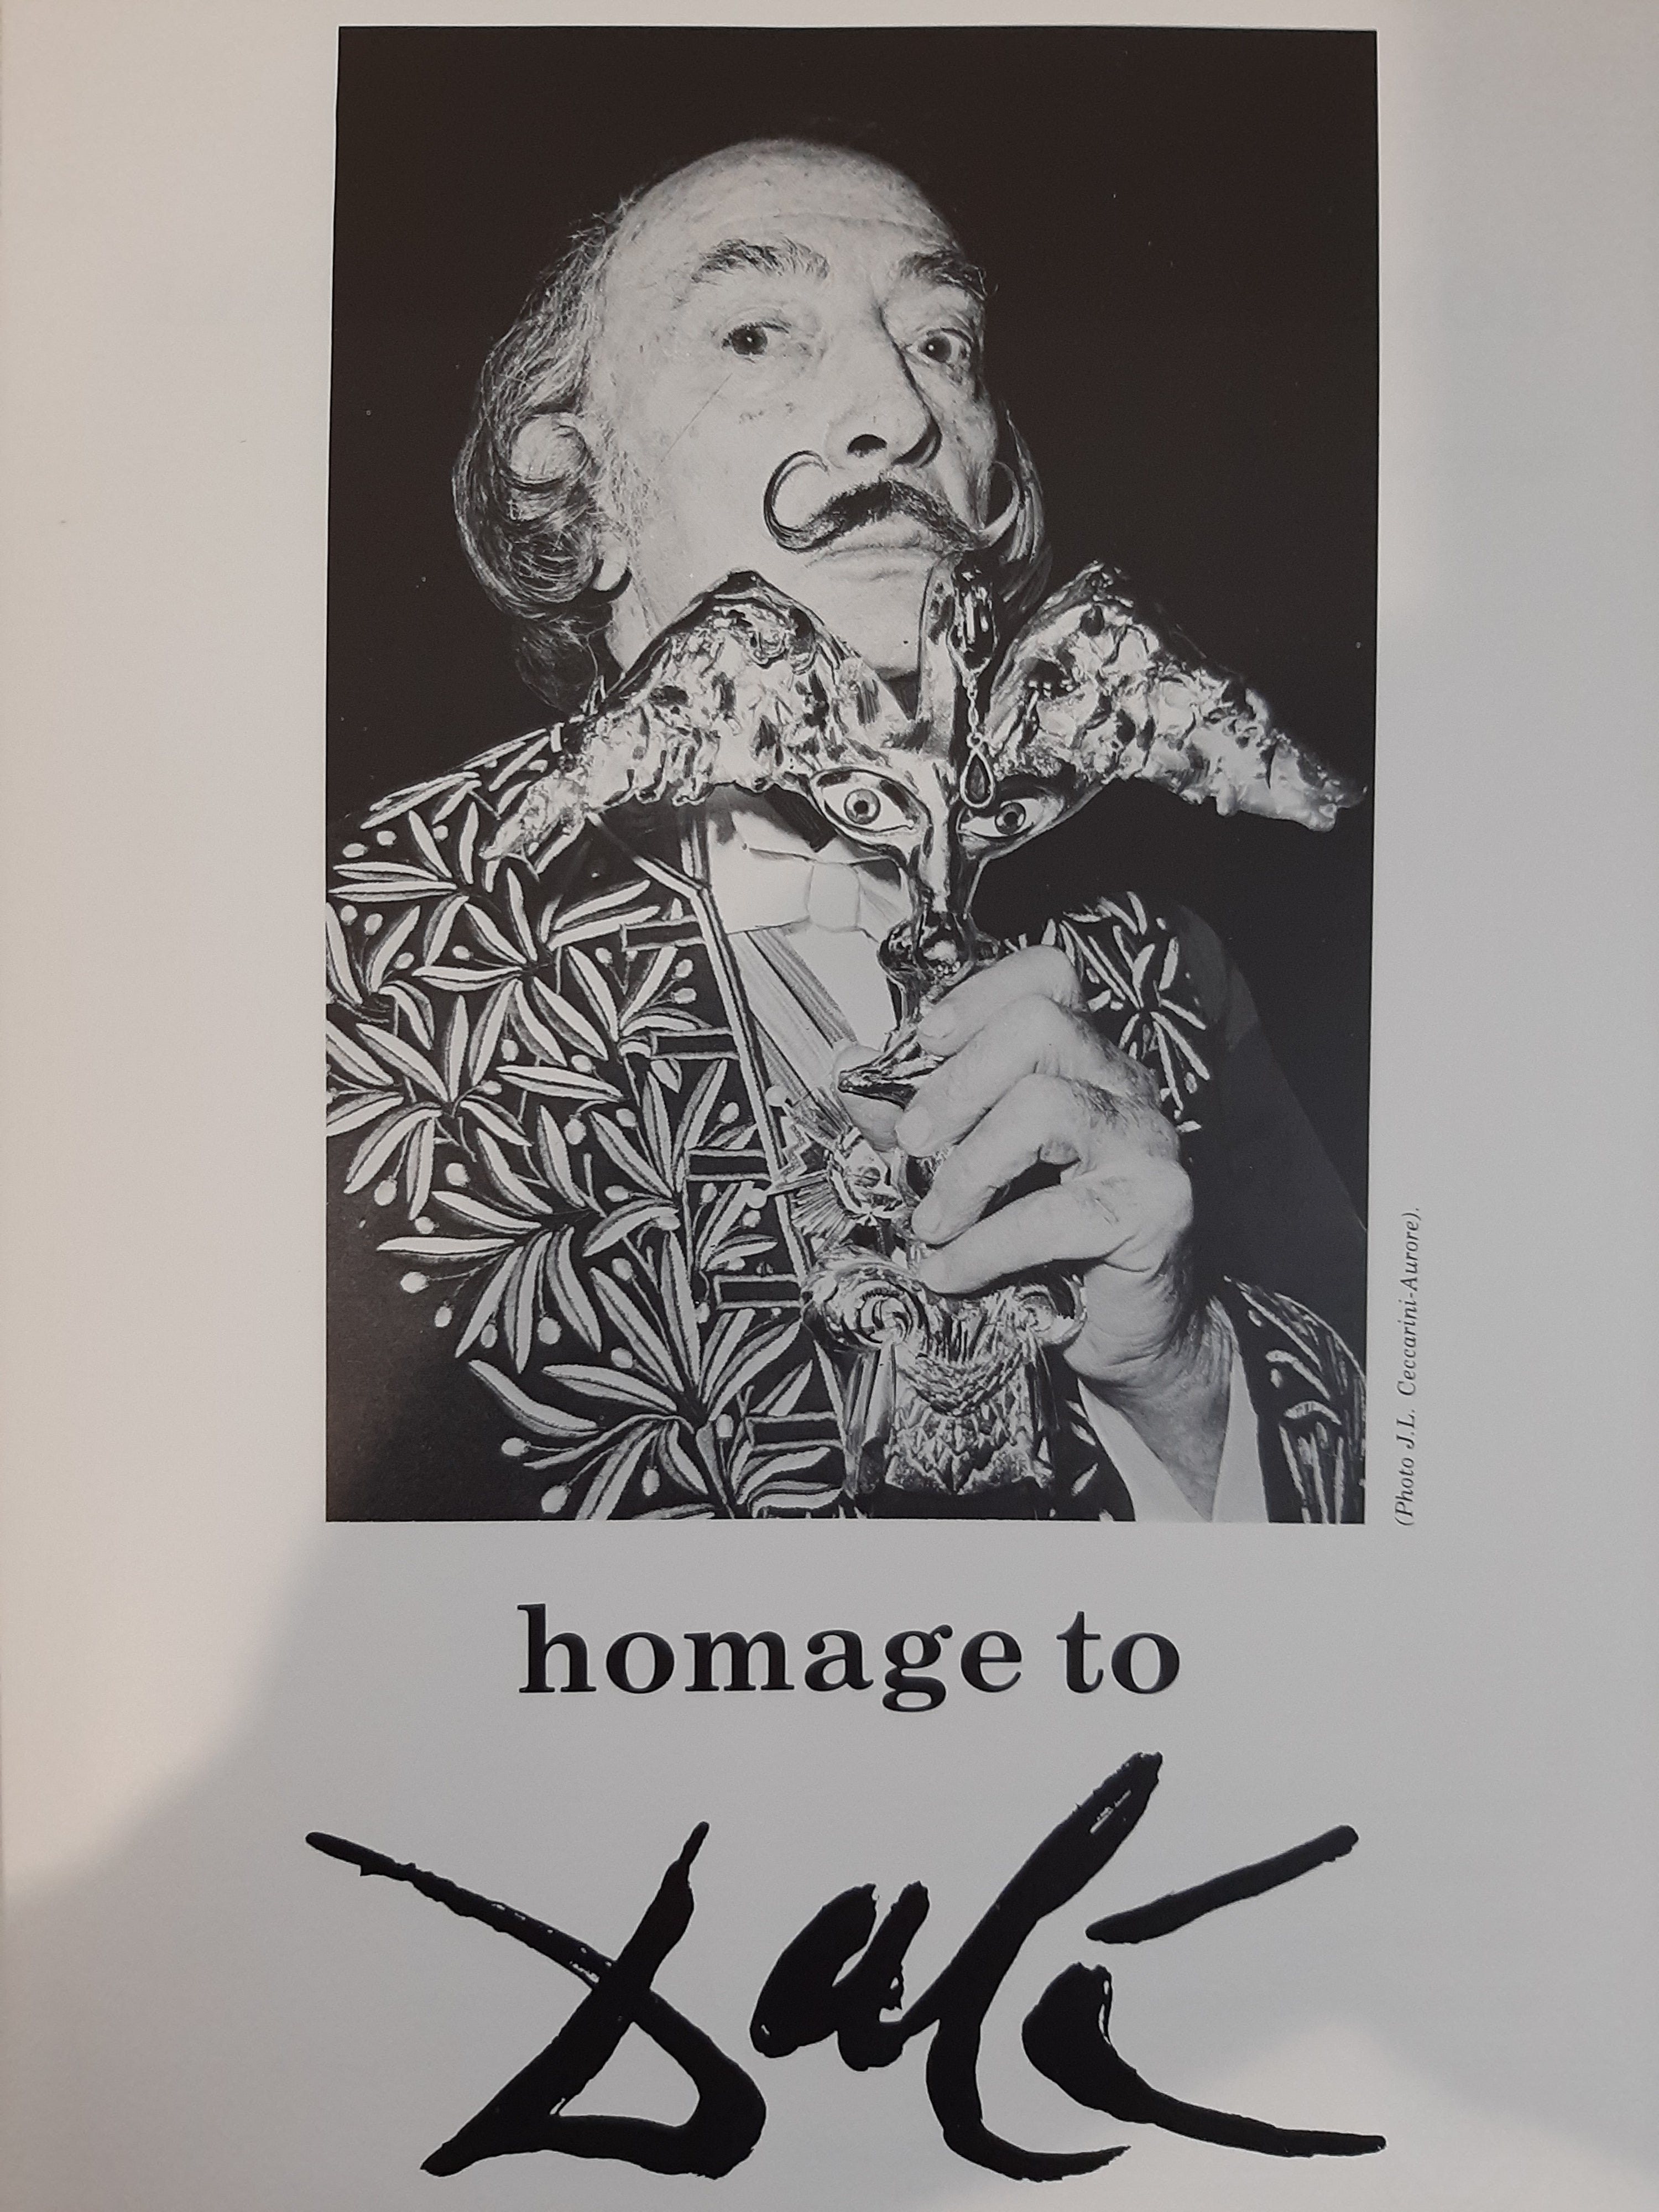 (Photo J.L. Ceccarini-Aurore).
homage to
Dalí